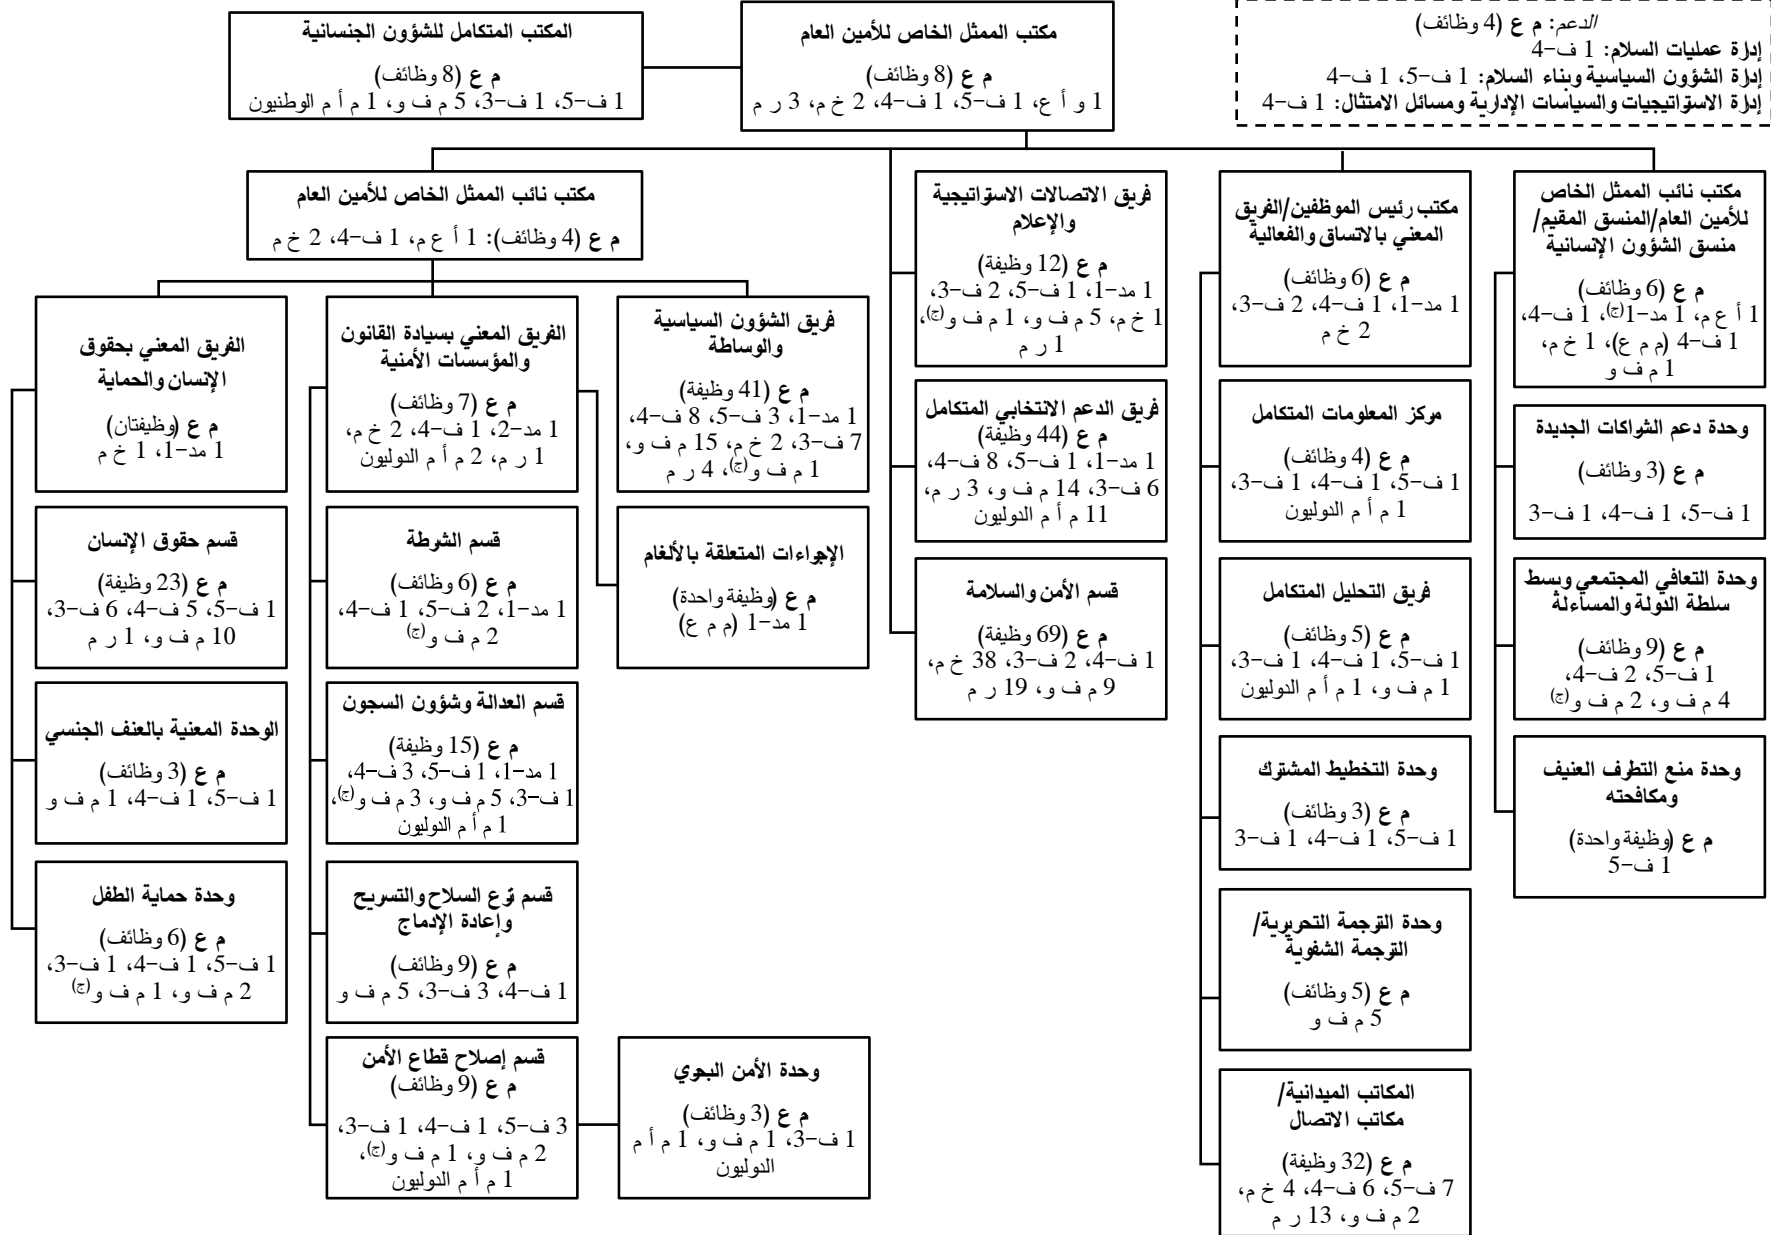 المكتب المتكامل للشؤون الجنسانية
م ع (8 وظائف)
1 ف-5، 1 ف-3، 5 م ف و، 1 م أ م الوطنيون
مكتب الممثل الخاص للأمين العام
م ع (8 وظائف)
1 و أ ع، 1 ف-5، 1 ف-4، 2 خ م، 3 ر م
الدعم: م ع (4 وظائف)
إدارة عمليات السلام: 1 ف-4
إدارة الشؤون السياسية وبناء السلام: 1 ف-5، 1 ف-4
إدارة الاستراتيجيات والسياسات الإدارية ومسائل الامتثال: 1 ف-4
مكتب نائب الممثل الخاص
للأمين العام/المنسق المقيم/
منسق الشؤون الإنسانية
م ع (6 وظائف)
1 أ ع م، 1 مد-1(ج)، 1 ف-4،
1 ف-4 (م م ع)، 1 خ م،
1 م ف و
وحدة دعم الشراكات الجديدة
م ع (3 وظائف)
1 ف-5، 1 ف-4، 1 ف-3
وحدة التعافي المجتمعي وبسط
سلطة الدولة والمساءلة
م ع (9 وظائف)
1 ف-5، 2 ف-4،
4 م ف و، 2 م ف و(ج)
وحدة منع التطرف العنيف
ومكافحته
م ع (وظيفة واحدة)
1 ف-5
مكتب رئيس الموظفين/الفريق
المعني بالاتساق والفعالية
م ع (6 وظائف)
1 مد-1، 1 ف-4، 2 ف-3،
2 خ م
مركز المعلومات المتكامل
م ع (4 وظائف)
1 ف-5، 1 ف-4، 1 ف-3،
1 م أ م الدوليون
فريق التحليل المتكامل
م ع (5 وظائف)
1 ف-5، 1 ف-4، 1 ف-3،
1 م ف و، 1 م أ م الدوليون
وحدة التخطيط المشترك
م ع (3 وظائف)
1 ف-5، 1 ف-4، 1 ف-3
وحدة الترجمة التحريرية/
الترجمة الشفوية
م ع (5 وظائف)
5 م ف و
المكاتب الميدانية/
مكاتب الاتصال
م ع (32 وظيفة)
7 ف-5، 6 ف-4، 4 خ م،
2 م ف و، 13 ر م
فريق الاتصالات الاستراتيجية
والإعلام
م ع (12 وظيفة)
1 مد-1، 1 ف-5، 2 ف-3،
1 خ م، 5 م ف و، 1 م ف و(ج)،
1 ر م
فريق الدعم الانتخابي المتكامل
م ع (44 وظيفة)
1 مد-1، 1 ف-5، 8 ف-4،
6 ف-3، 14 م ف و، 3 ر م،
11 م أ م الدوليون
قسم الأمن والسلامة
م ع (69 وظيفة)
1 ف-4، 2 ف-3، 38 خ م،
9 م ف و، 19 ر م
مكتب نائب الممثل الخاص للأمين العام
م ع (4 وظائف): 1 أ ع م، 1 ف-4، 2 خ م
فريق الشؤون السياسية
والوساطة
م ع (41 وظيفة)
1 مد-1، 3 ف-5، 8 ف-4،
7 ف-3، 2 خ م، 15 م ف و،
1 م ف و(ج)، 4 ر م
الإجراءات المتعلقة بالألغام
م ع (وظيفة واحدة)
1 مد-1 (م م ع)
الفريق المعني بسيادة القانون
والمؤسسات الأمنية
م ع (7 وظائف)
1 مد-2، 1 ف-4، 2 خ م،
1 ر م، 2 م أ م الدوليون
قسم الشرطة
م ع (6 وظائف)
1 مد-1، 2 ف-5، 1 ف-4،
2 م ف و(ج)
قسم العدالة وشؤون السجون
م ع (15 وظيفة)
1 مد-1، 1 ف-5، 3 ف-4،
1 ف-3، 5 م ف و، 3 م ف و(ج)،
1 م أ م الدوليون
قسم نزع السلاح والتسريح
وإعادة الإدماج
م ع (9 وظائف)
1 ف-4، 3 ف-3، 5 م ف و
قسم إصلاح قطاع الأمن
م ع (9 وظائف)
3 ف-5، 1 ف-4، 1 ف-3،
2 م ف و، 1 م ف و(ج)،
1 م أ م الدوليون
وحدة الأمن البحري
م ع (3 وظائف)
1 ف-3، 1 م ف و، 1 م أ م
الدوليون
الفريق المعني بحقوق
الإنسان والحماية
م ع (وظيفتان)
1 مد-1، 1 خ م
قسم حقوق الإنسان
م ع (23 وظيفة)
1 ف-5، 5 ف-4، 6 ف-3،
10 م ف و، 1 ر م
الوحدة المعنية بالعنف الجنسي
م ع (3 وظائف)
1 ف-5، 1 ف-4، 1 م ف و
وحدة حماية الطفل
م ع (6 وظائف)
1 ف-5، 1 ف-4، 1 ف-3،
2 م ف و، 1 م ف و(ج)